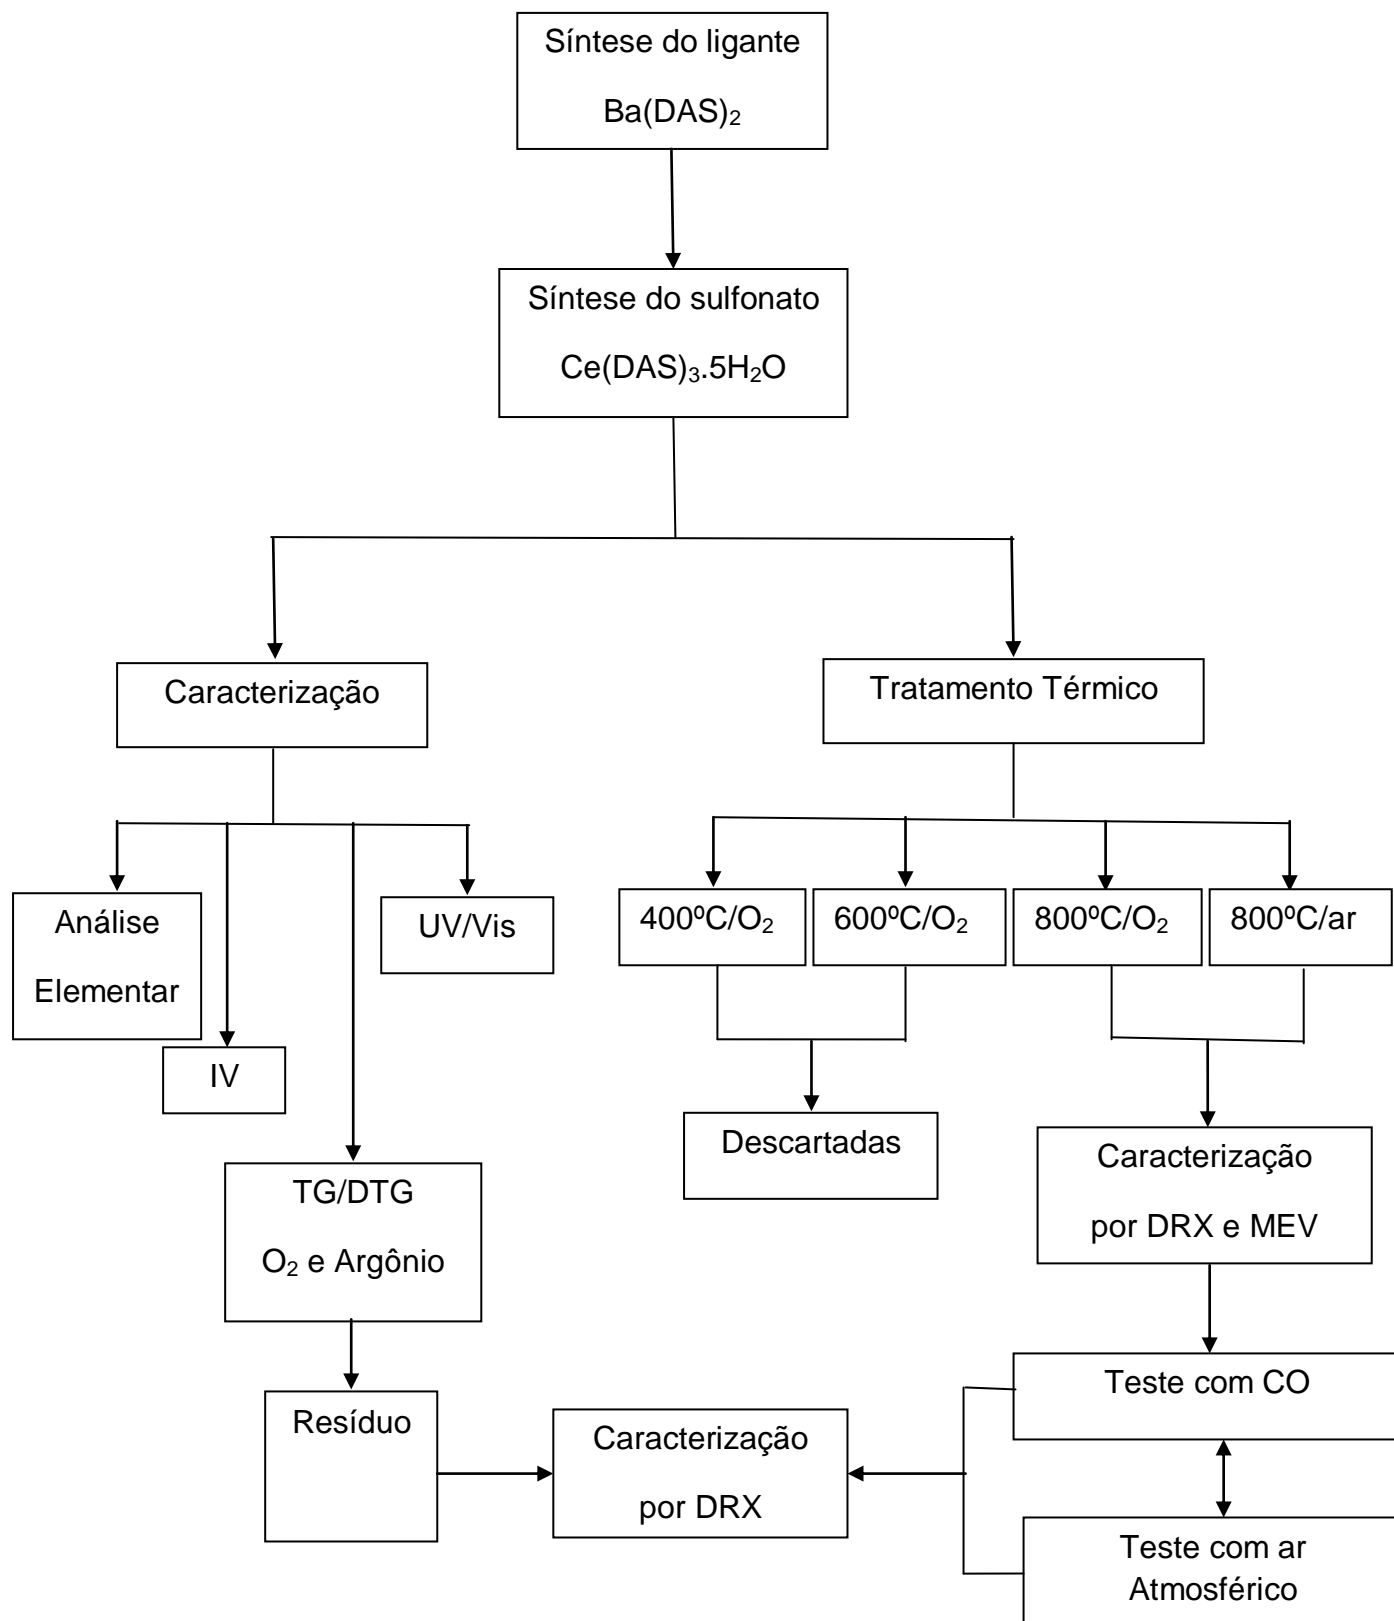 Síntese do ligante
Ba(DAS)₂
Síntese do sulfonato
Ce(DAS)₃.5H₂O
Caracterização
Tratamento Térmico
Análise
Elementar
IV
UV/Vis
400ºC/O₂
600ºC/O₂
800ºC/O₂
800ºC/ar
TG/DTG
O₂ e Argônio
Descartadas
Caracterização
por DRX e MEV
Resíduo
Caracterização
por DRX
Teste com CO
Teste com ar
Atmosférico